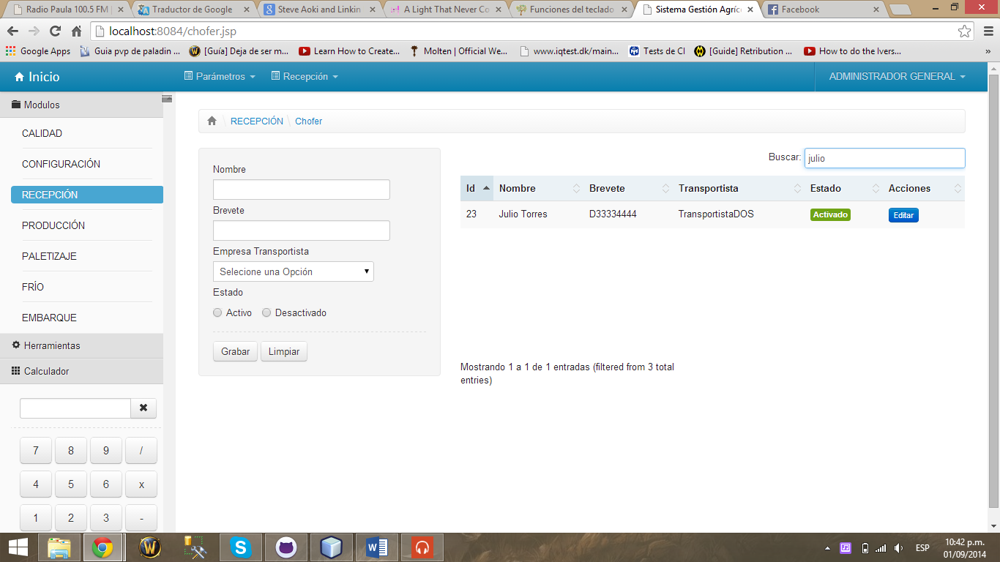 Radio Paula 100.5 FM |
Traductor de Google
Steve Aoki and Linkin
A Light That Never Co
Funciones del teclado
Sistema Gestión Agríc
Facebook
localhost:8084/chofer.jsp
Google Apps
Guia pvp de paladin ...
[Guía] Deja de ser m...
Learn How to Create...
Molten | Official We...
www.iqtest.dk/main...
Tests de CI
[Guide] Retribution ...
How to do the Ivers...
»
Inicio
Parámetros
Recepción
ADMINISTRADOR GENERAL
Modulos
CALIDAD
CONFIGURACIÓN
RECEPCIÓN
PRODUCCIÓN
PALETIZAJE
FRÍO
EMBARQUE
Herramientas
Calculador
7 8 9 /
4 5 6 x
1 2 3 -
RECEPCIÓN \ Chofer
Nombre
Brevete
Empresa Transportista
Selecione una Opción
Estado
Activo Desactivado
Grabar Limpiar
Buscar: julio
Id Nombre Brevete Transportista Estado Acciones
23 Julio Torres D33334444 TransportistaDOS Activado Editar
Mostrando 1 a 1 de 1 entradas (filtered from 3 total
entries)
ESP
10:42 p.m.
01/09/2014